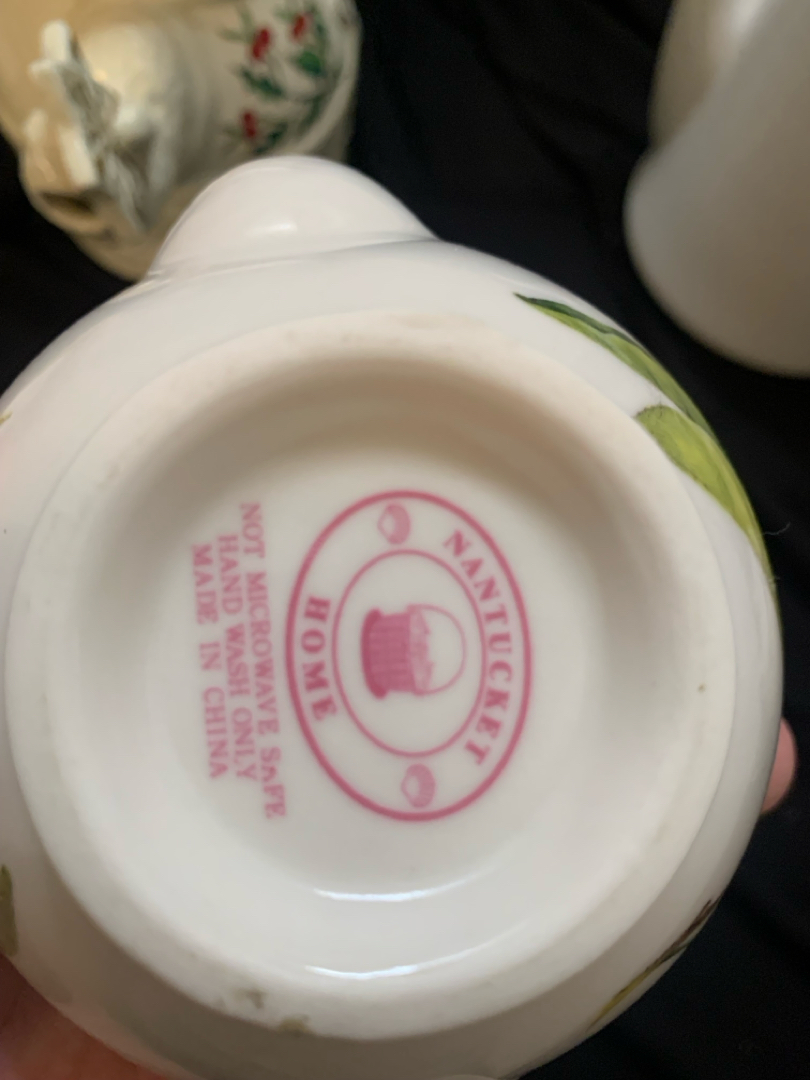 NANTUCKET
HOME
NOT MICROWAVE SAFE
HAND WASH ONLY
MADE IN CHINA